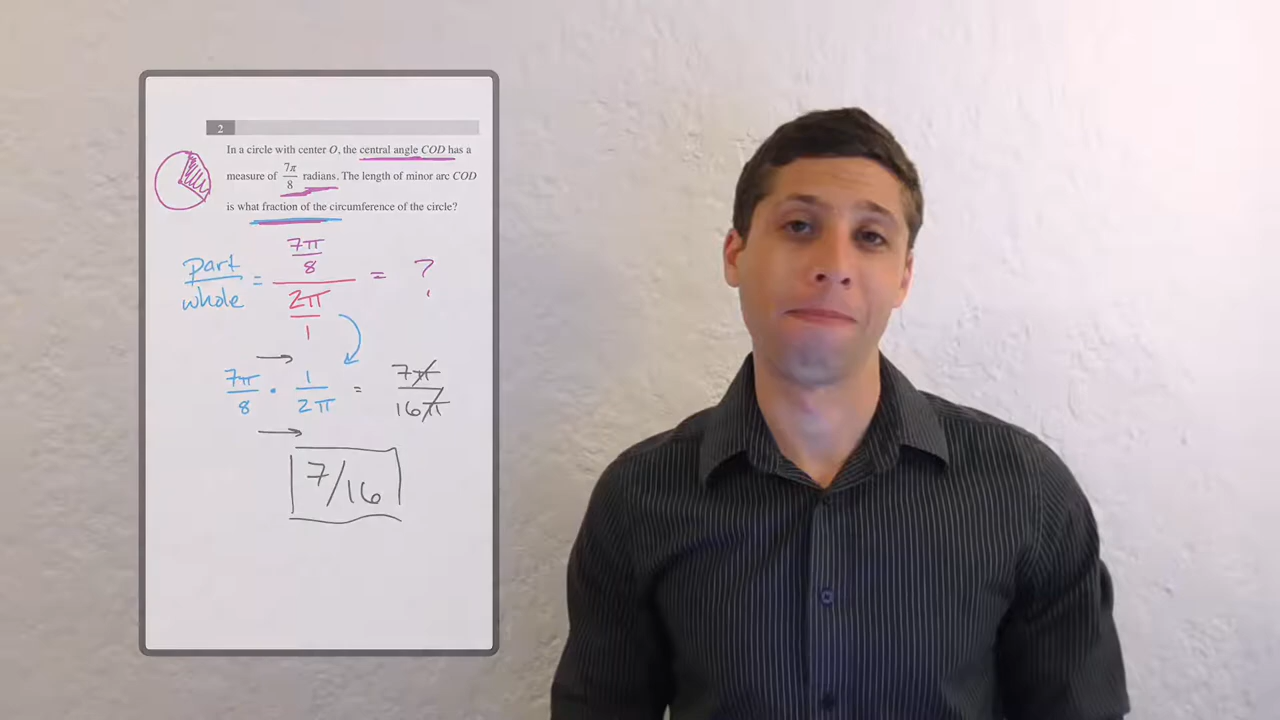 2
In a circle with center O, the central angle COD has a
measure of 7π/8 radians. The length of minor arc COD
is what fraction of the circumference of the circle?
part/whole = (7π/8)/(2π/1) = ?
7π/8 · 1/2π = 7π/16π
7/16